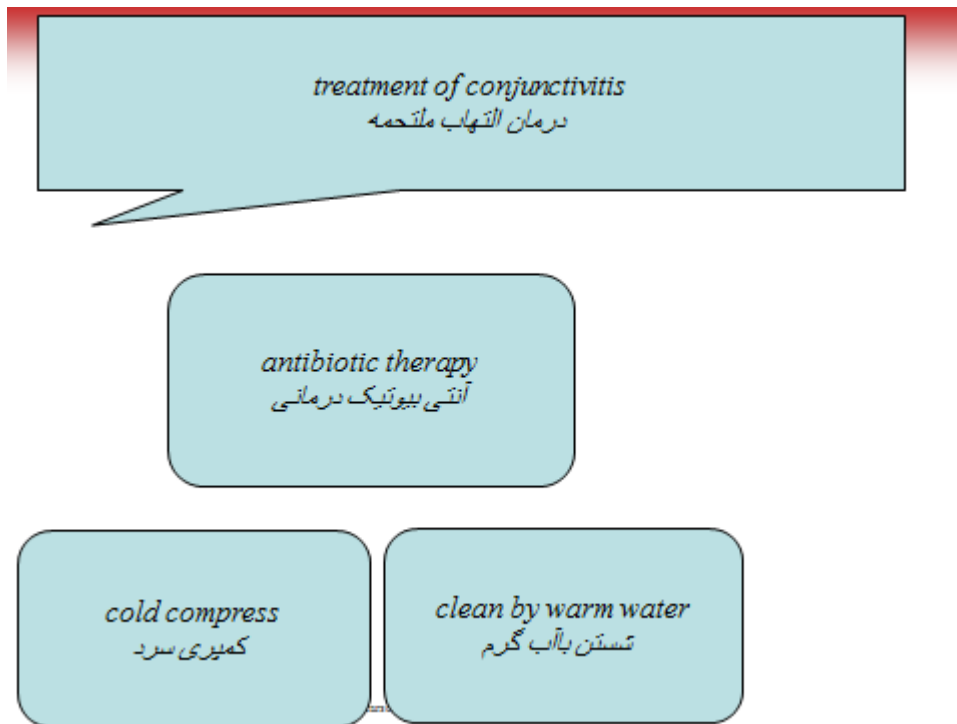 treatment of conjunctivitis
درمان التهاب ملتحمه
antibiotic therapy
آنتی بیوتیک درمانی
cold compress
کمپری سرد
clean by warm water
شستن باآب گرم